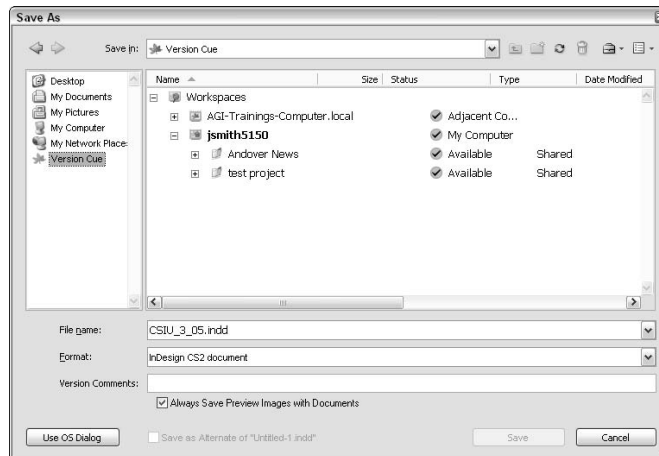 Save As
Save in: Version Cue
Desktop
My Documents
My Pictures
My Computer
My Network Place
Version Cue
Name Size Status Type Date Modified
Workspaces
AGI-Trainings-Computer.local Adjacent Co...
jsmith5150 My Computer
Andover News Available Shared
test project Available Shared
File name: CSIU_3_05.indd
Format: InDesign CS2 document
Version Comments:
Always Save Preview Images with Documents
Use OS Dialog Save as Alternate of "Untitled-1.indd" Save Cancel